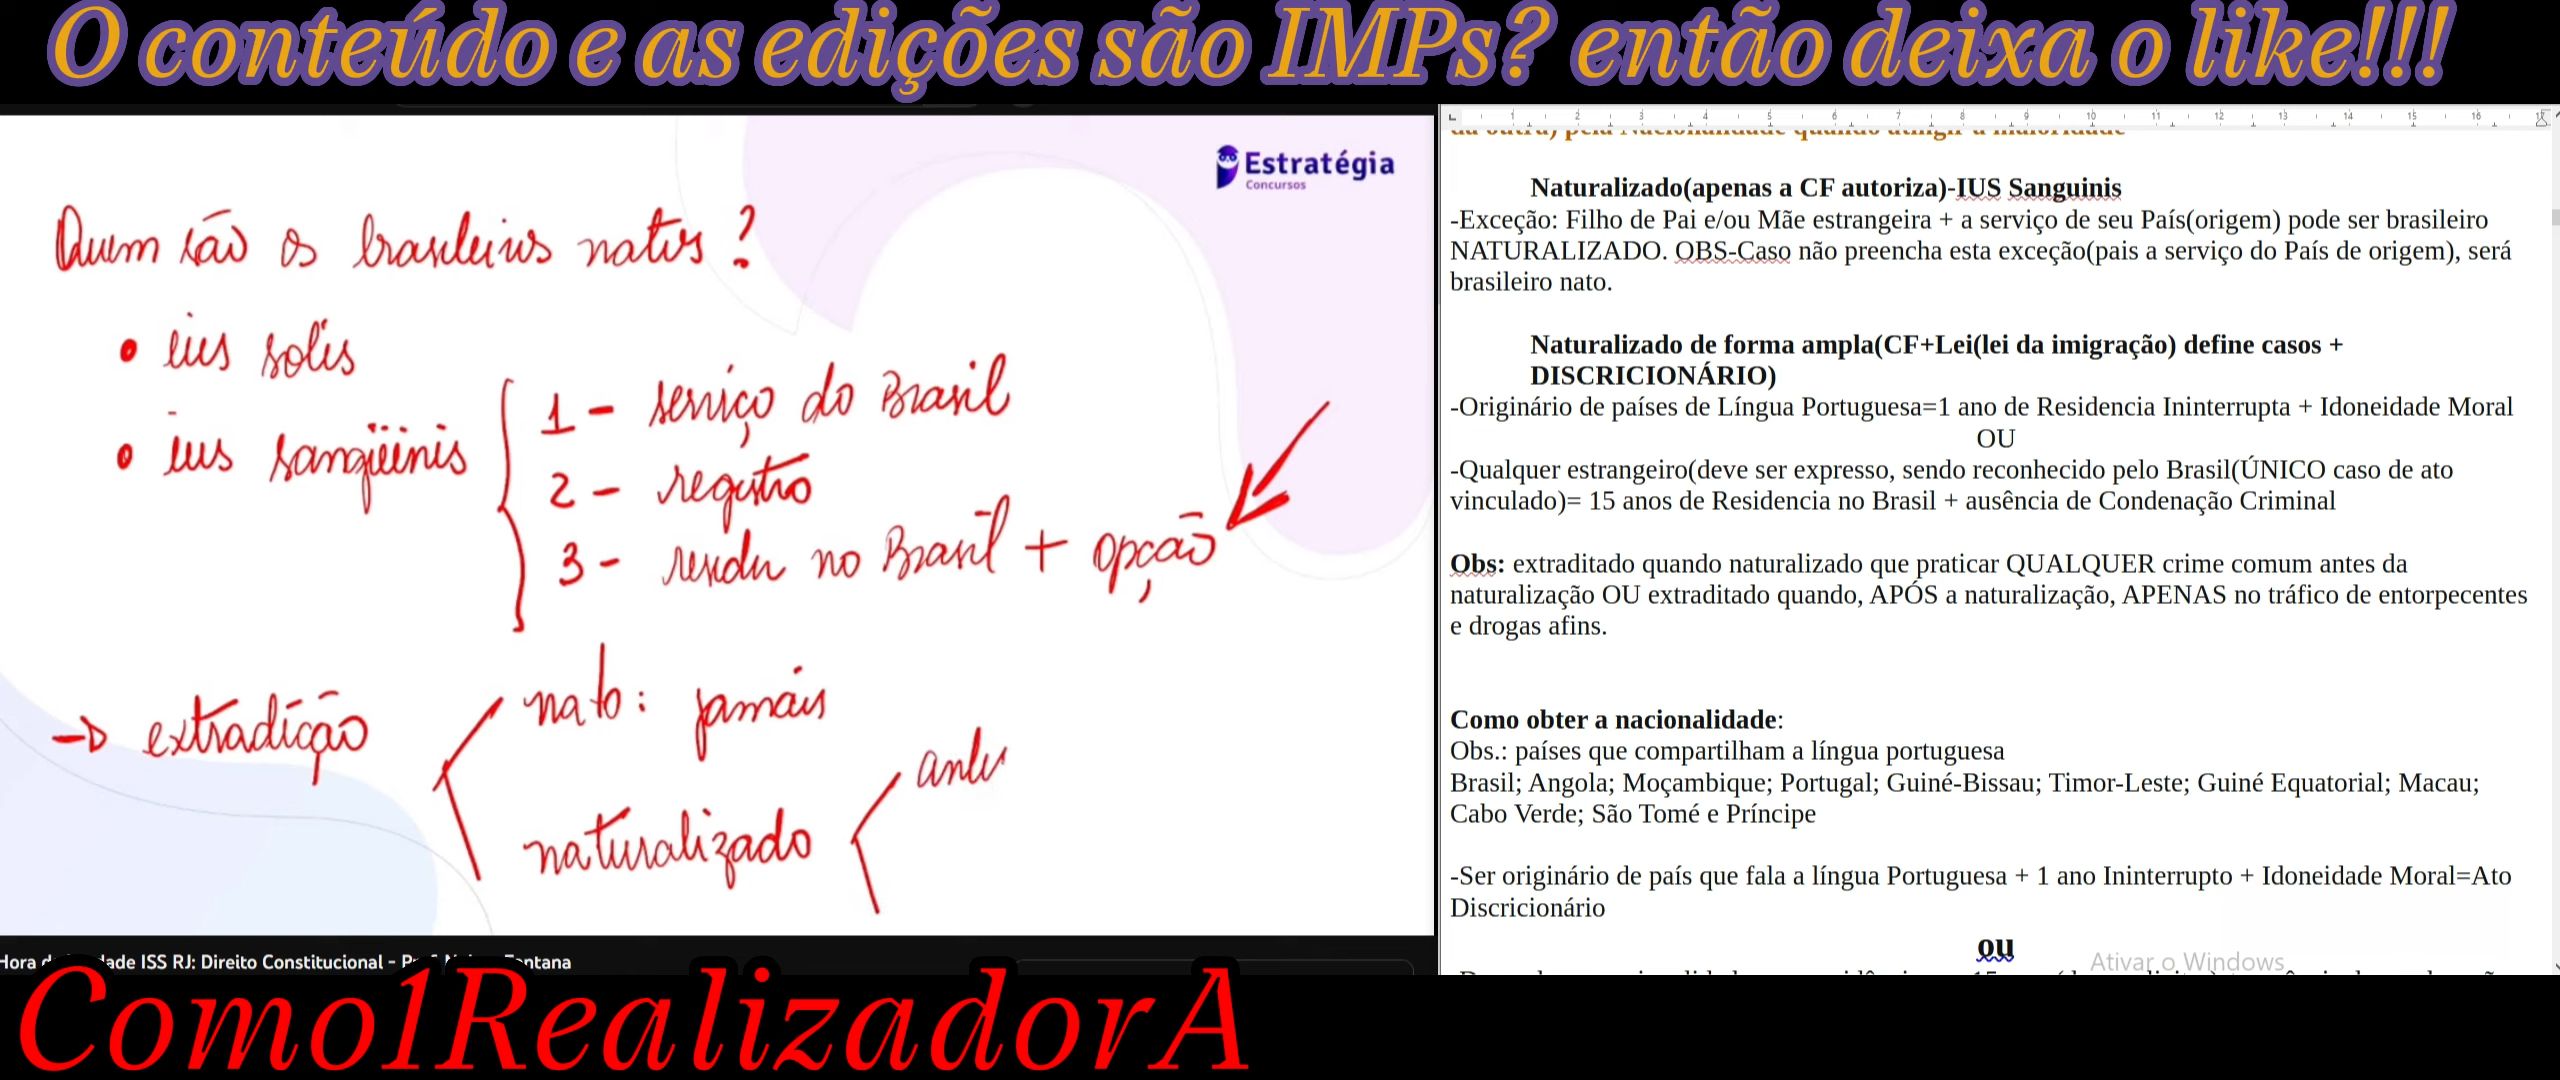 O conteúdo e as edições são IMPs? então deixa o like!!!
Estratégia
Concursos
Quem são os brasileiros natos ?
• ius solis
• ius sangüinis
1 - serviço do Brasil
2 - registro
3 - residir no Brasil + opção
→ extradição
nato: jamais
naturalizado
antes
Hora da
ade ISS RJ: Direito Constitucional -
Como1RealizadorA
da outra) pela Nacionalidade quando atingir a maioridade
Naturalizado(apenas a CF autoriza)-IUS Sanguinis
-Exceção: Filho de Pai e/ou Mãe estrangeira + a serviço de seu País(origem) pode ser brasileiro
NATURALIZADO. OBS-Caso não preencha esta exceção(pais a serviço do País de origem), será
brasileiro nato.
Naturalizado de forma ampla(CF+Lei(lei da imigração) define casos +
DISCRICIONÁRIO)
-Originário de países de Língua Portuguesa=1 ano de Residencia Ininterrupta + Idoneidade Moral
OU
-Qualquer estrangeiro(deve ser expresso, sendo reconhecido pelo Brasil(ÚNICO caso de ato
vinculado)= 15 anos de Residencia no Brasil + ausência de Condenação Criminal
Obs: extraditado quando naturalizado que praticar QUALQUER crime comum antes da
naturalização OU extraditado quando, APÓS a naturalização, APENAS no tráfico de entorpecentes
e drogas afins.
Como obter a nacionalidade:
Obs.: países que compartilham a língua portuguesa
Brasil; Angola; Moçambique; Portugal; Guiné-Bissau; Timor-Leste; Guiné Equatorial; Macau;
Cabo Verde; São Tomé e Príncipe
-Ser originário de país que fala a língua Portuguesa + 1 ano Ininterrupto + Idoneidade Moral=Ato
Discricionário
ou
Ativar o Windows